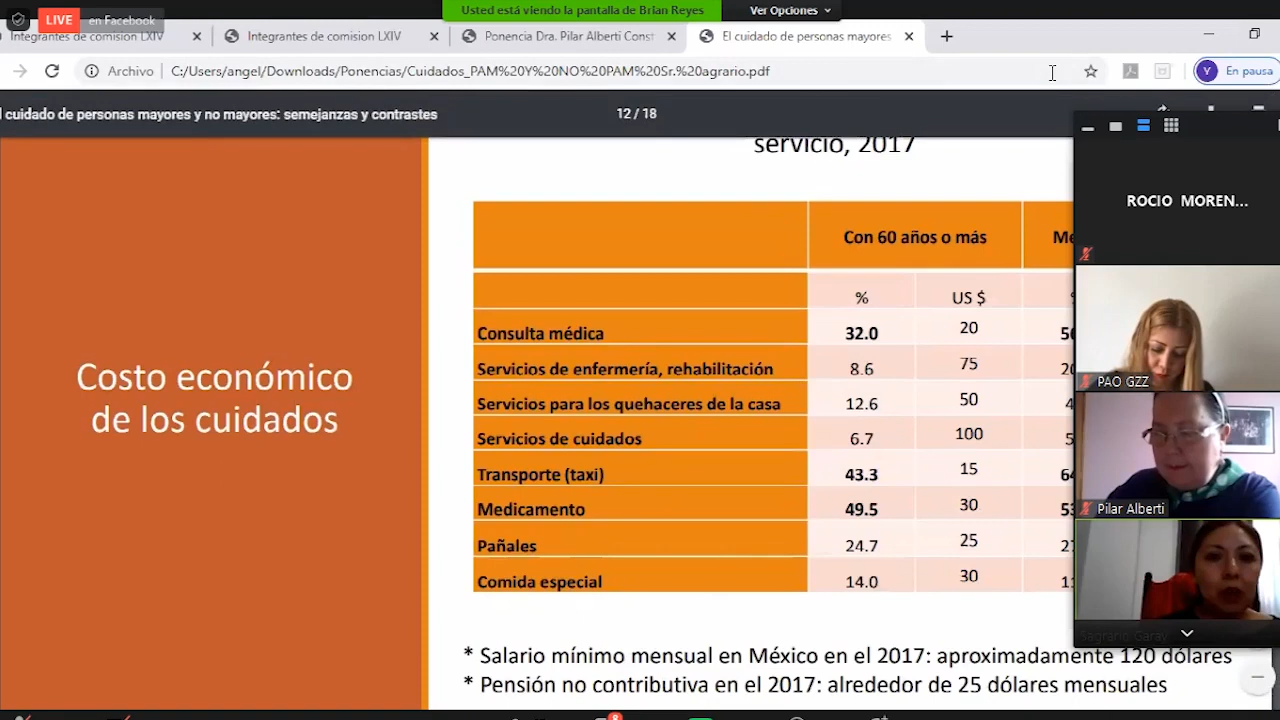 LIVE en Facebook
Usted está viendo la pantalla de Brian Reyes
Ver Opciones
Integrantes de comision LXIV
Integrantes de comision LXIV
Ponencia Dra. Pilar Alberti Const
El cuidado de personas mayores
Archivo
C:/Users/angel/Downloads/Ponencias/Cuidados_PAM%20Y%20NO%20PAM%20Sr.%20agrario.pdf
Y En pausa
l cuidado de personas mayores y no mayores: semejanzas y contrastes
12 / 18
servicio, 2017
Costo económico
de los cuidados
Con 60 años o más
% US $
Consulta médica 32.0 20
Servicios de enfermería, rehabilitación 8.6 75
Servicios para los quehaceres de la casa 12.6 50
Servicios de cuidados 6.7 100
Transporte (taxi) 43.3 15
Medicamento 49.5 30
Pañales 24.7 25
Comida especial 14.0 30
* Salario mínimo mensual en México en el 2017: aproximadamente 120 dólares
* Pensión no contributiva en el 2017: alrededor de 25 dólares mensuales
ROCIO MOREN...
PAO GZZ
Pilar Alberti
Sagrario Garay